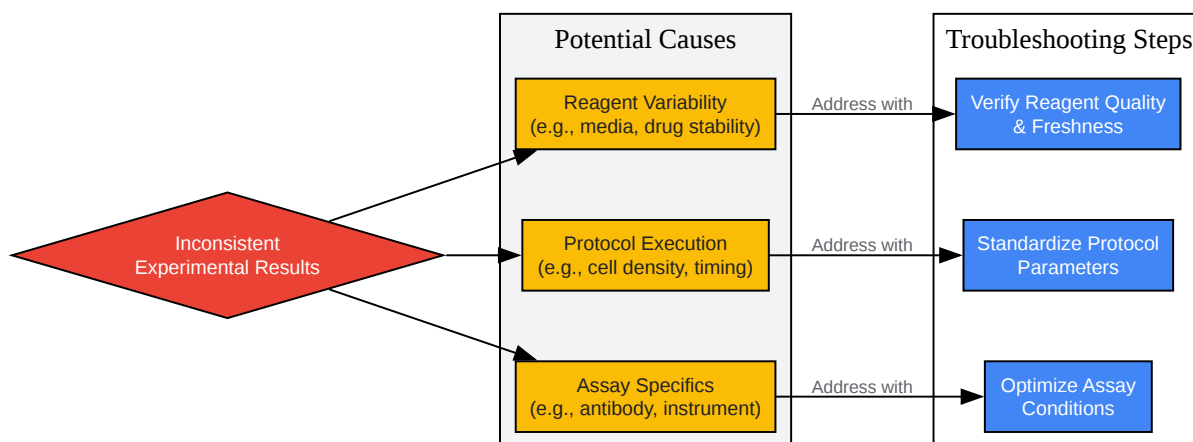 Potential Causes
Troubleshooting Steps
Reagent Variability
(e.g., media, drug stability)
Address with
Verify Reagent Quality
& Freshness
Inconsistent
Experimental Results
Protocol Execution
(e.g., cell density, timing)
Address with
Standardize Protocol
Parameters
Assay Specifics
(e.g., antibody, instrument)
Address with
Optimize Assay
Conditions